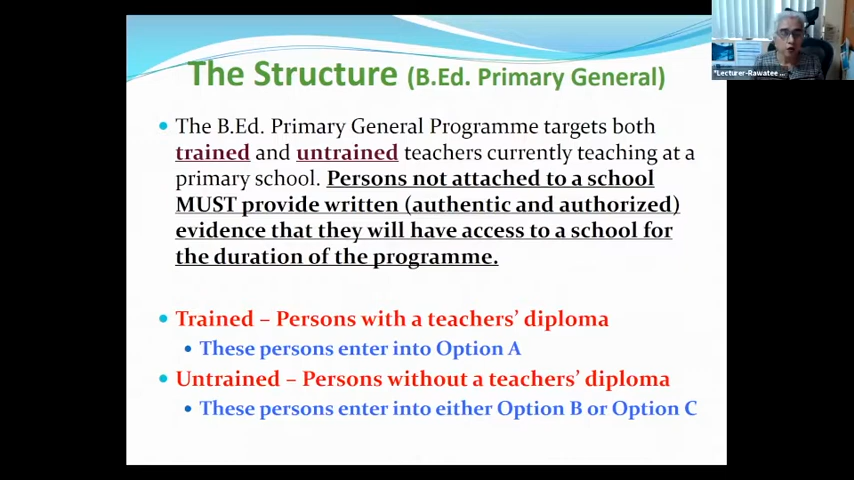 The Structure (B.Ed. Primary General)
*Lecturer-Rawatee ...
• The B.Ed. Primary General Programme targets both
trained and untrained teachers currently teaching at a
primary school. Persons not attached to a school
MUST provide written (authentic and authorized)
evidence that they will have access to a school for
the duration of the programme.
• Trained – Persons with a teachers’ diploma
• These persons enter into Option A
• Untrained – Persons without a teachers’ diploma
• These persons enter into either Option B or Option C